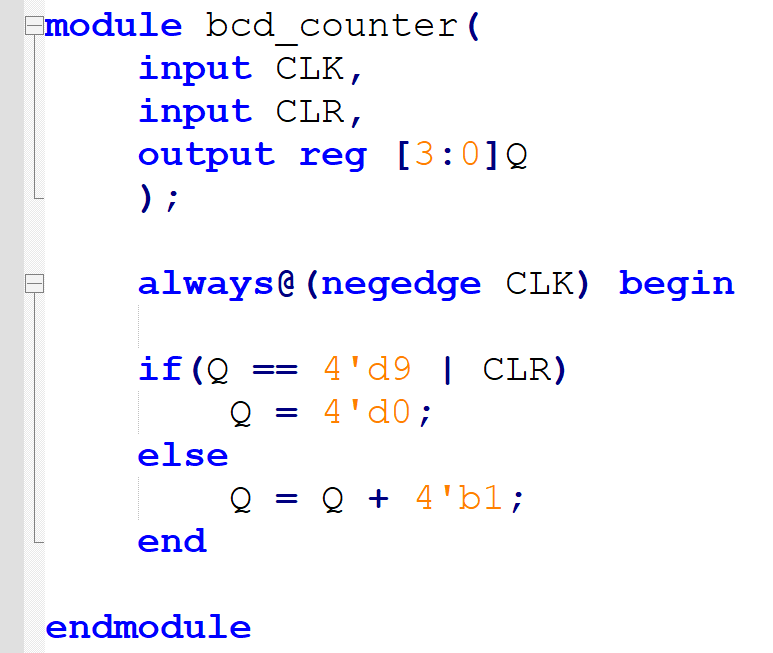 module bcd_counter(
input CLK,
input CLR,
output reg [3:0]Q
);
always@(negedge CLK) begin
if(Q == 4'd9 | CLR)
Q = 4'd0;
else
Q = Q + 4'b1;
end
endmodule